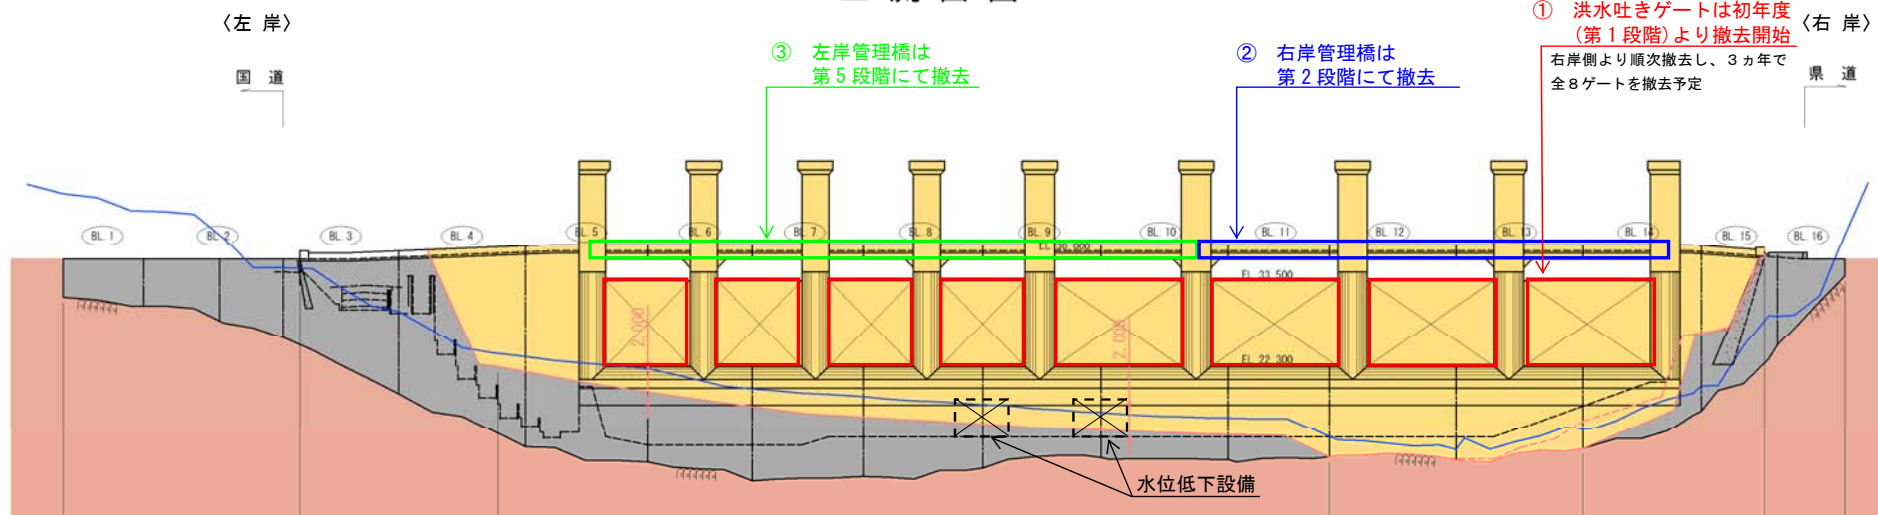 〈左 岸〉
① 洪水吐きゲートは初年度
(第1段階)より撤去開始
〈右 岸〉
右岸側より順次撤去し、3ヵ年で
全8ゲートを撤去予定
③ 左岸管理橋は
第5段階にて撤去
② 右岸管理橋は
第2段階にて撤去
国 道
県 道
BL. 1
BL. 2
BL. 3
BL. 4
BL. 5
BL. 6
BL. 7
BL. 8
BL. 9
BL. 10
BL. 11
BL. 12
BL. 13
BL. 14
BL. 15
BL. 16
EL 33.500
2.000
2.000
EL 22.300
水位低下設備